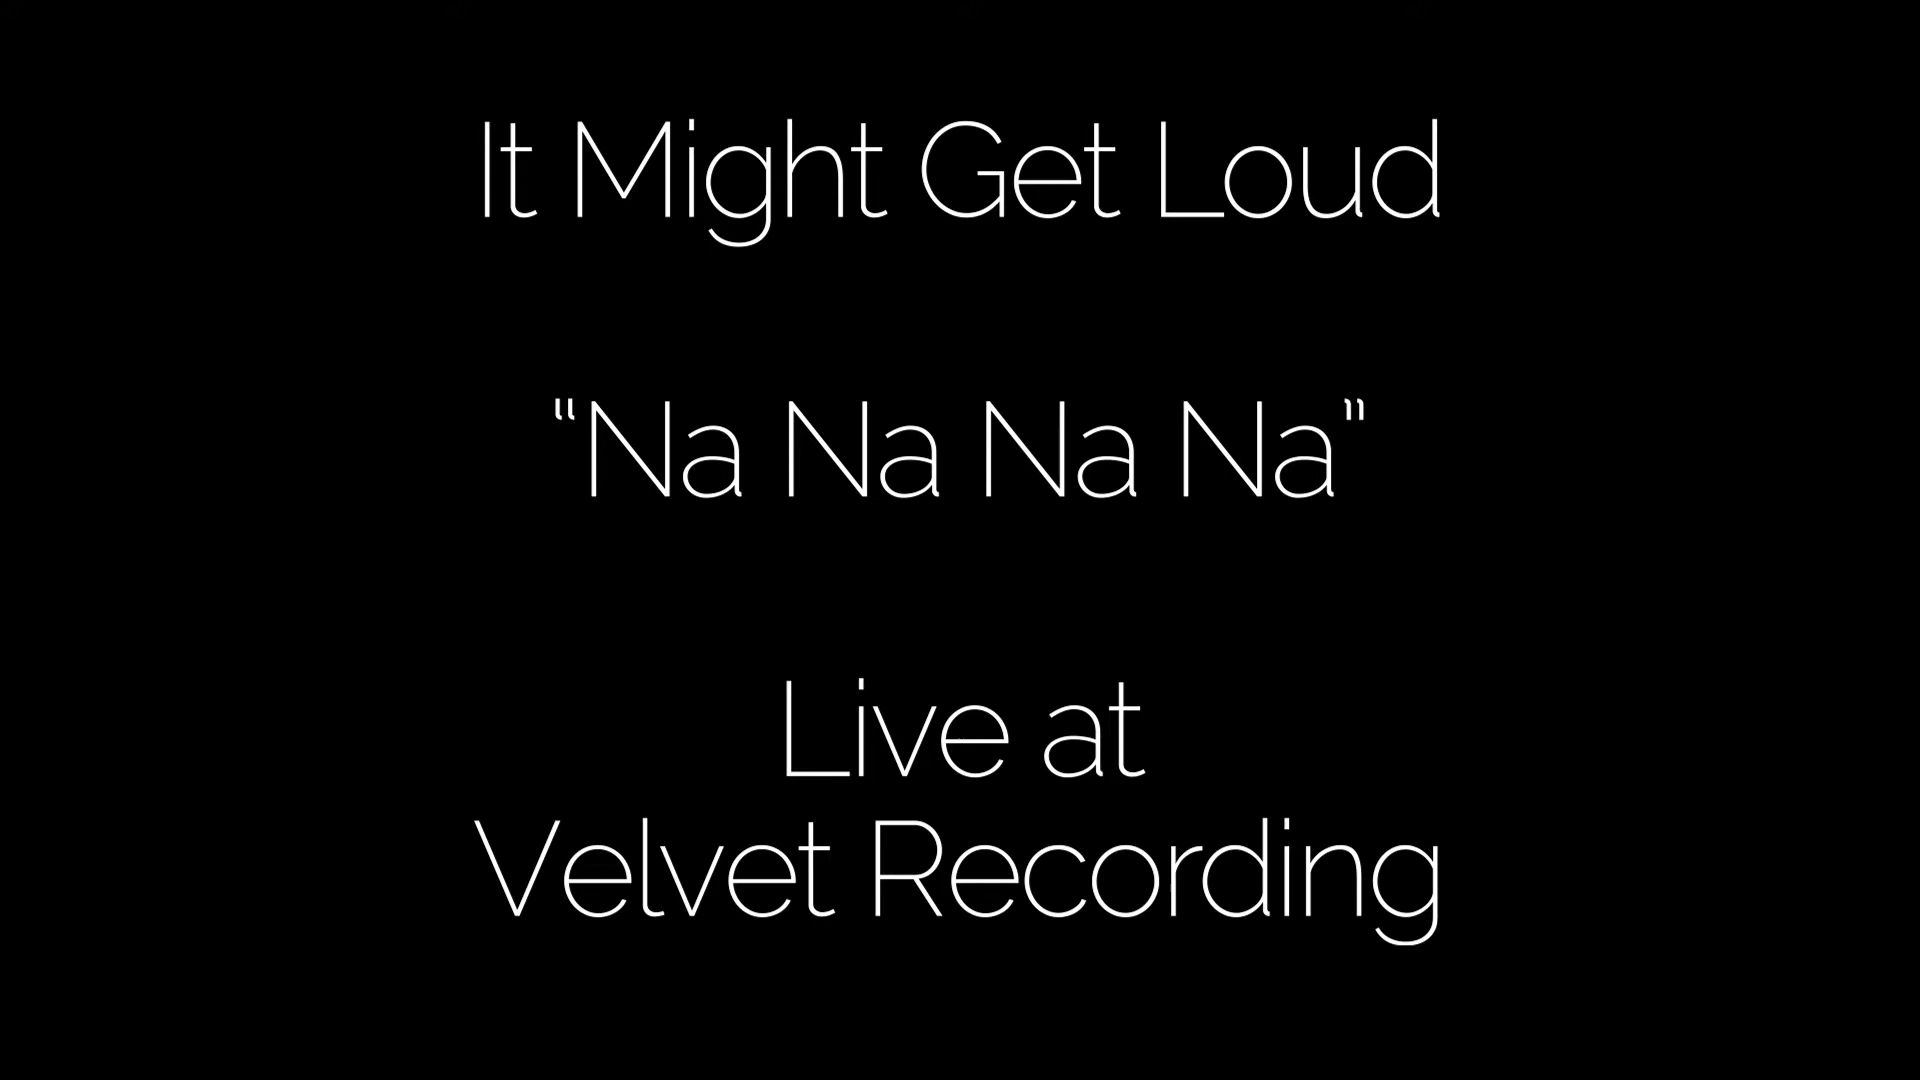 It Might Get Loud
“Na Na Na Na”
Live at
Velvet Recording